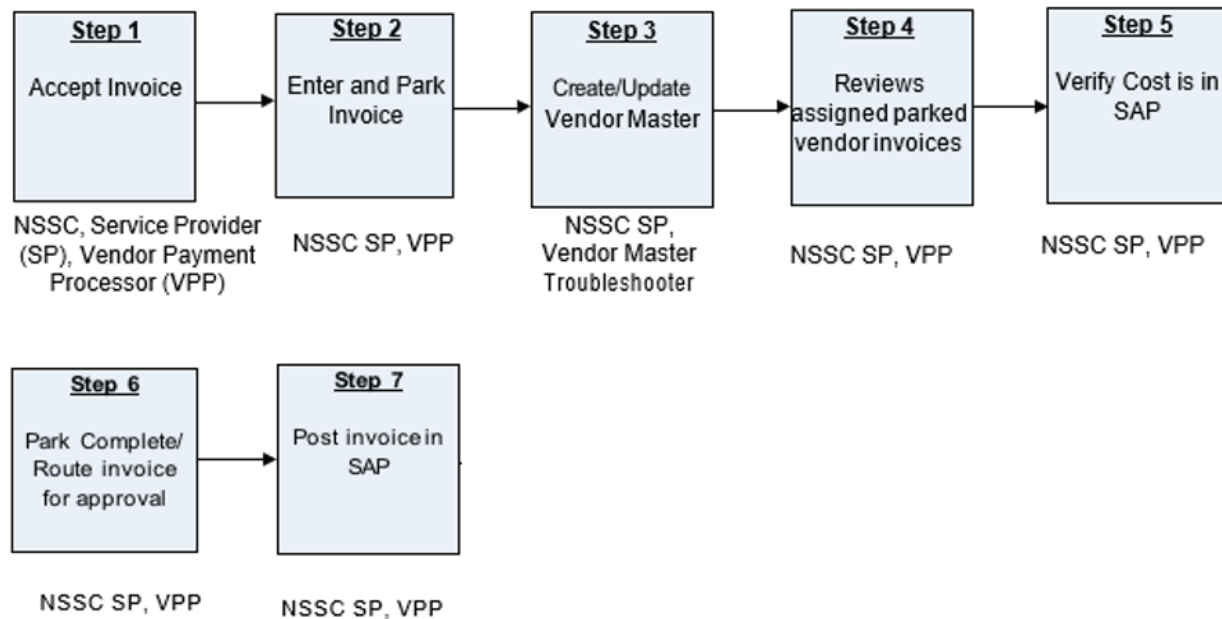 Step 1
Accept Invoice
NSSC, Service Provider
(SP), Vendor Payment
Processor (VPP)
Step 2
Enter and Park
Invoice
NSSC SP, VPP
Step 3
Create/Update
Vendor Master
NSSC SP,
Vendor Master
Troubleshooter
Step 4
Reviews
assigned parked
vendor invoices
NSSC SP, VPP
Step 5
Verify Cost is in
SAP
NSSC SP, VPP
Step 6
Park Complete/
Route invoice
for approval
NSSC SP, VPP
Step 7
Post invoice in
SAP
NSSC SP, VPP